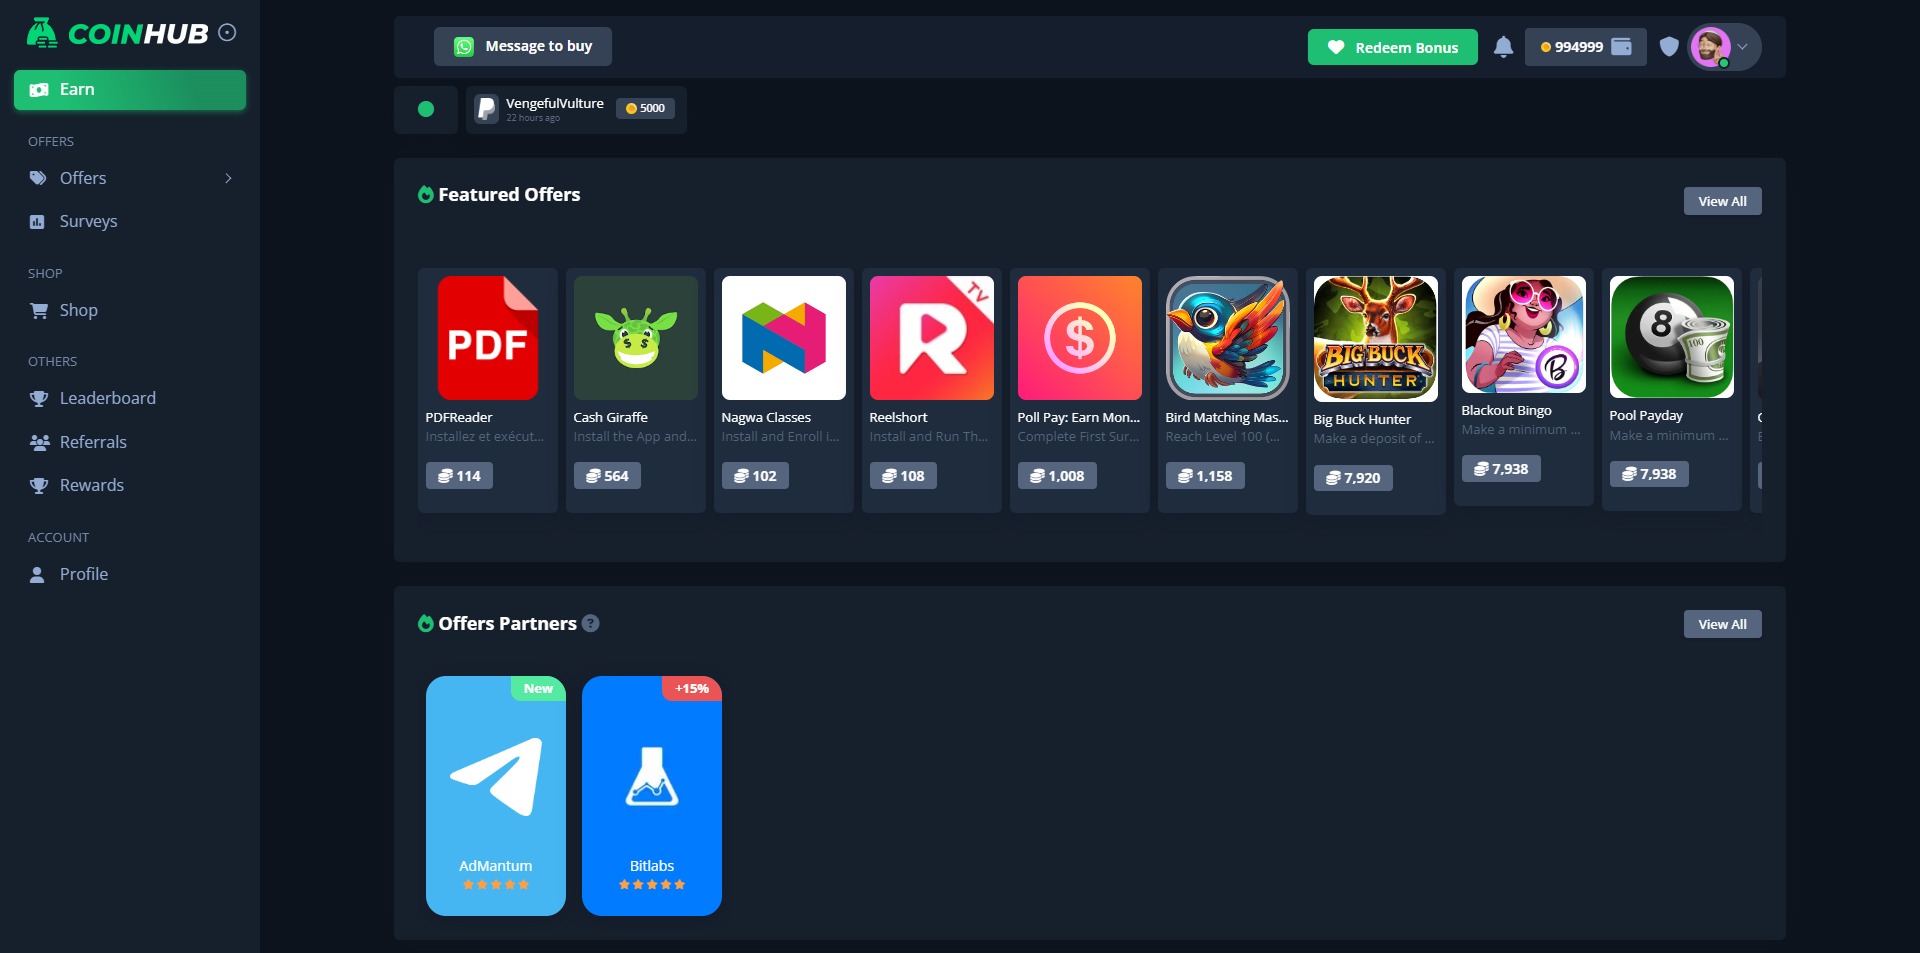 COINHUB
Earn
OFFERS
Offers
Surveys
SHOP
Shop
OTHERS
Leaderboard
Referrals
Rewards
ACCOUNT
Profile
Message to buy
Redeem Bonus
994999
VengefulVulture
22 hours ago
5000
Featured Offers
View All
PDF
PDFReader
Installez et exécut...
114
Cash Giraffe
Install the App and...
564
Nagwa Classes
Install and Enroll i...
102
R
TV
Reelshort
Install and Run Th...
108
$
Poll Pay: Earn Mon...
Complete First Sur...
1,008
Bird Matching Mas...
Reach Level 100 (...
1,158
BIG BUCK
HUNTER
Big Buck Hunter
Make a deposit of ...
7,920
B
Blackout Bingo
Make a minimum ...
7,938
8
100
Pool Payday
Make a minimum ...
7,938
Offers Partners ?
View All
New
AdMantum
+15%
Bitlabs